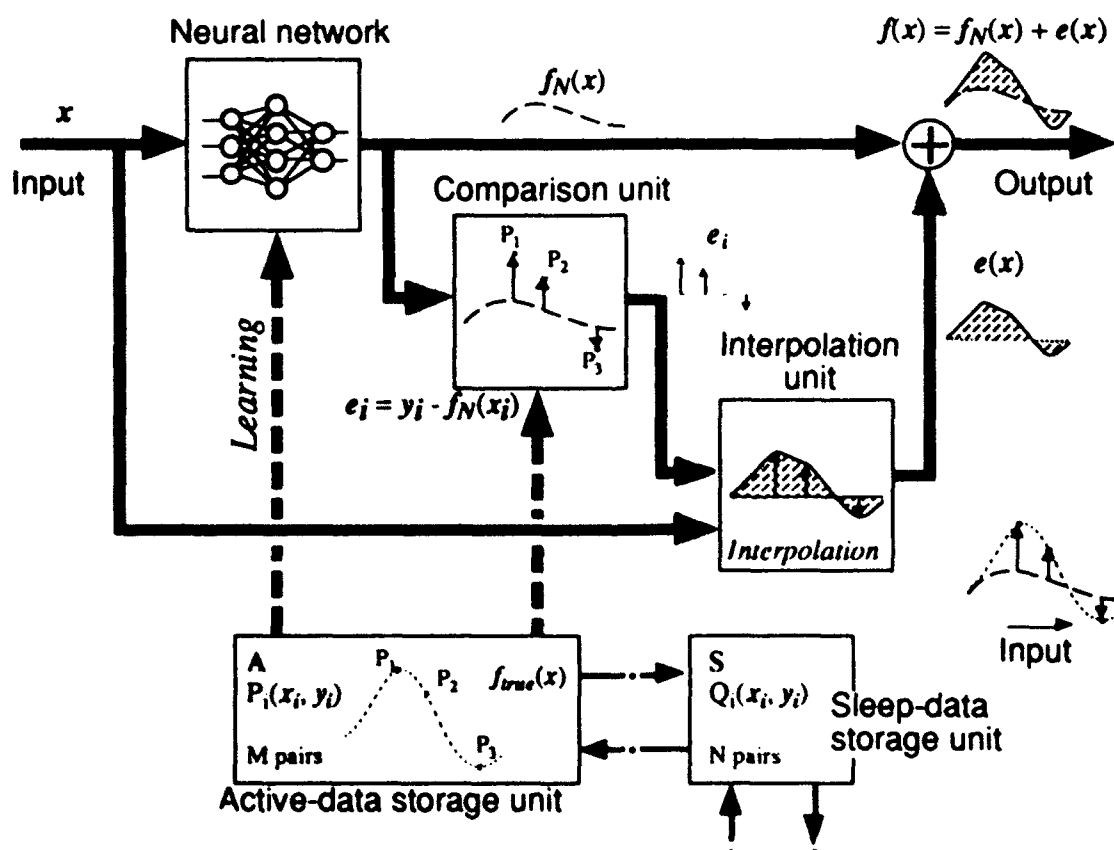 Neural network
f(x) = f_N(x) + e(x)
f_N(x)
x
Input
Output
Comparison unit
P_1
P_2
P_3
e_i
e(x)
Learning
e_i = y_i - f_N(x_i)
Interpolation
unit
Interpolation
Input
A
P_i(x_i, y_i)
M pairs
P_1
P_2
P_3
f_true(x)
S
Q_i(x_i, y_i)
N pairs
Sleep-data
storage unit
Active-data storage unit